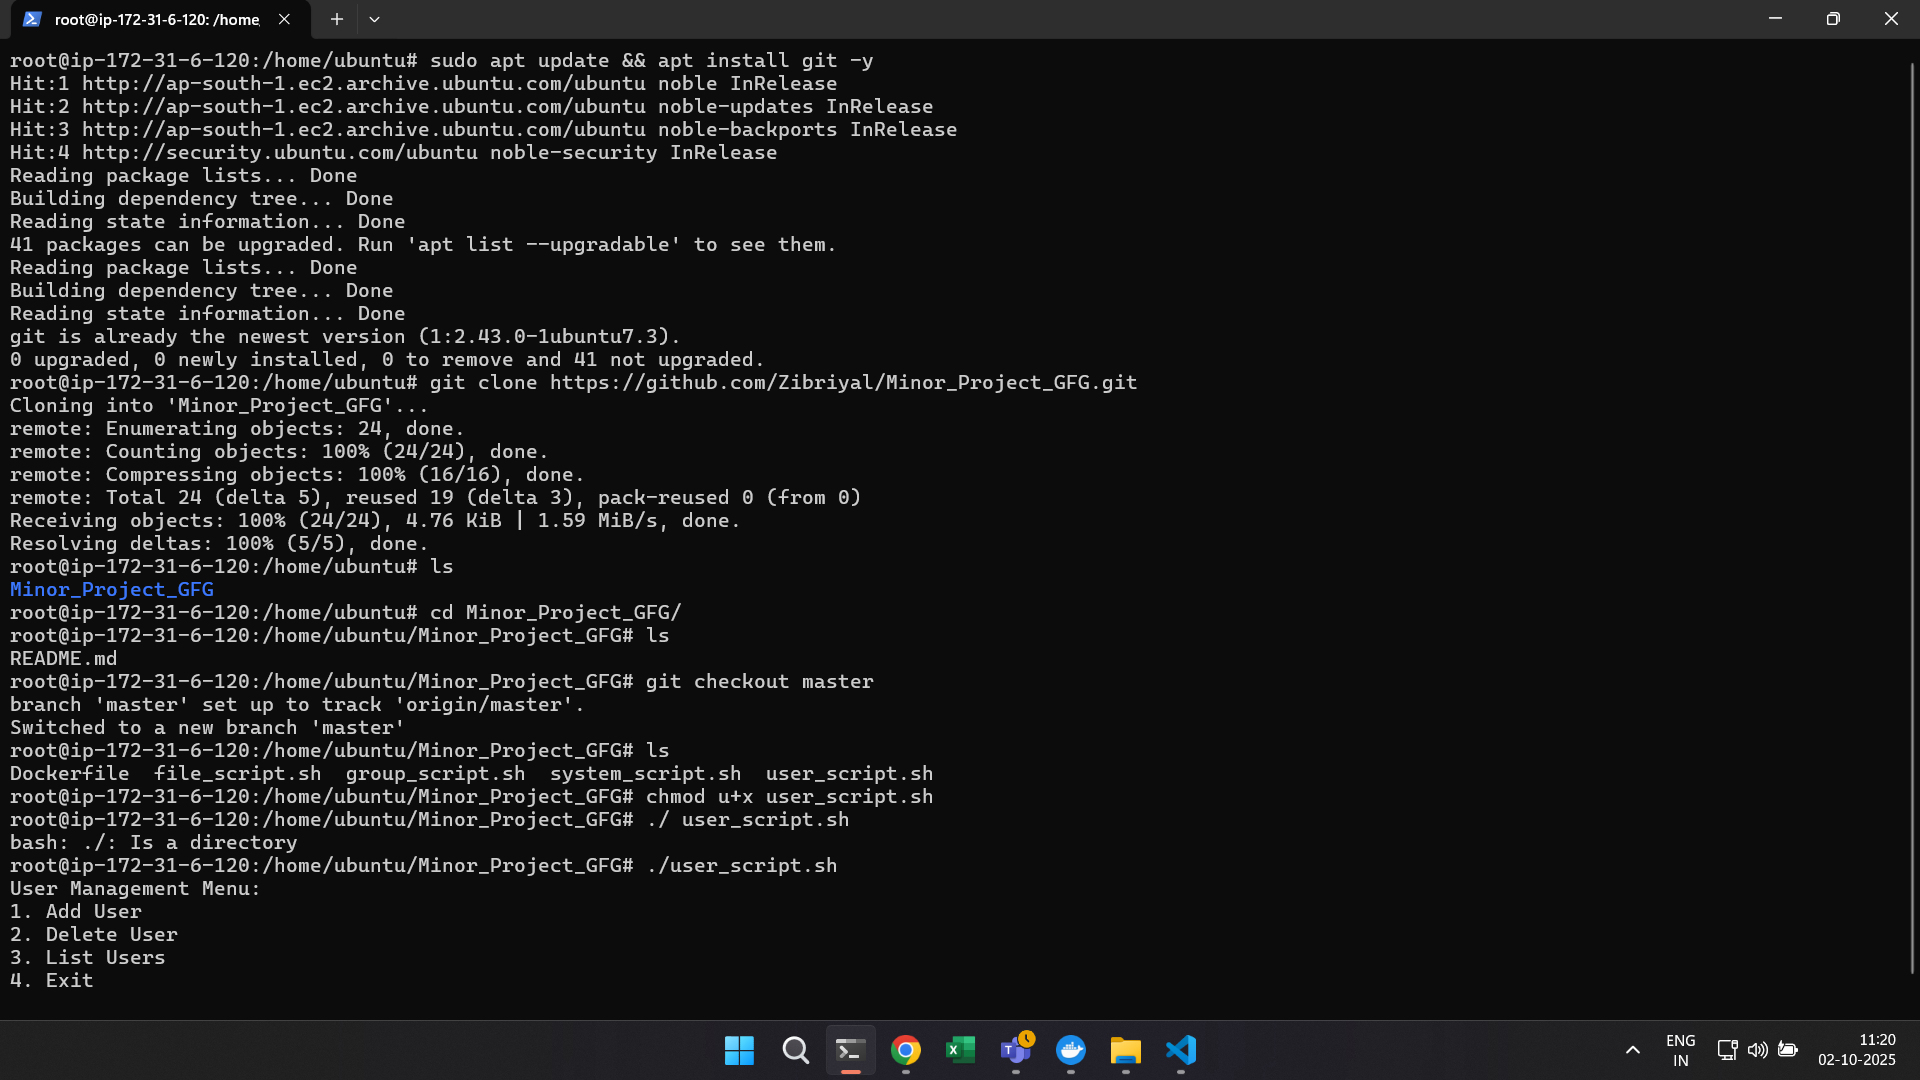 root@ip-172-31-6-120: /home,
root@ip-172-31-6-120:/home/ubuntu# sudo apt update && apt install git -y
Hit:1 http://ap-south-1.ec2.archive.ubuntu.com/ubuntu noble InRelease
Hit:2 http://ap-south-1.ec2.archive.ubuntu.com/ubuntu noble-updates InRelease
Hit:3 http://ap-south-1.ec2.archive.ubuntu.com/ubuntu noble-backports InRelease
Hit:4 http://security.ubuntu.com/ubuntu noble-security InRelease
Reading package lists... Done
Building dependency tree... Done
Reading state information... Done
41 packages can be upgraded. Run 'apt list --upgradable' to see them.
Reading package lists... Done
Building dependency tree... Done
Reading state information... Done
git is already the newest version (1:2.43.0-1ubuntu7.3).
0 upgraded, 0 newly installed, 0 to remove and 41 not upgraded.
root@ip-172-31-6-120:/home/ubuntu# git clone https://github.com/Zibriyal/Minor_Project_GFG.git
Cloning into 'Minor_Project_GFG'...
remote: Enumerating objects: 24, done.
remote: Counting objects: 100% (24/24), done.
remote: Compressing objects: 100% (16/16), done.
remote: Total 24 (delta 5), reused 19 (delta 3), pack-reused 0 (from 0)
Receiving objects: 100% (24/24), 4.76 KiB | 1.59 MiB/s, done.
Resolving deltas: 100% (5/5), done.
root@ip-172-31-6-120:/home/ubuntu# ls
Minor_Project_GFG
root@ip-172-31-6-120:/home/ubuntu# cd Minor_Project_GFG/
root@ip-172-31-6-120:/home/ubuntu/Minor_Project_GFG# ls
README.md
root@ip-172-31-6-120:/home/ubuntu/Minor_Project_GFG# git checkout master
branch 'master' set up to track 'origin/master'.
Switched to a new branch 'master'
root@ip-172-31-6-120:/home/ubuntu/Minor_Project_GFG# ls
Dockerfile  file_script.sh  group_script.sh  system_script.sh  user_script.sh
root@ip-172-31-6-120:/home/ubuntu/Minor_Project_GFG# chmod u+x user_script.sh
root@ip-172-31-6-120:/home/ubuntu/Minor_Project_GFG# ./ user_script.sh
bash: ./: Is a directory
root@ip-172-31-6-120:/home/ubuntu/Minor_Project_GFG# ./user_script.sh
User Management Menu:
1. Add User
2. Delete User
3. List Users
4. Exit
ENG
IN
11:20
02-10-2025